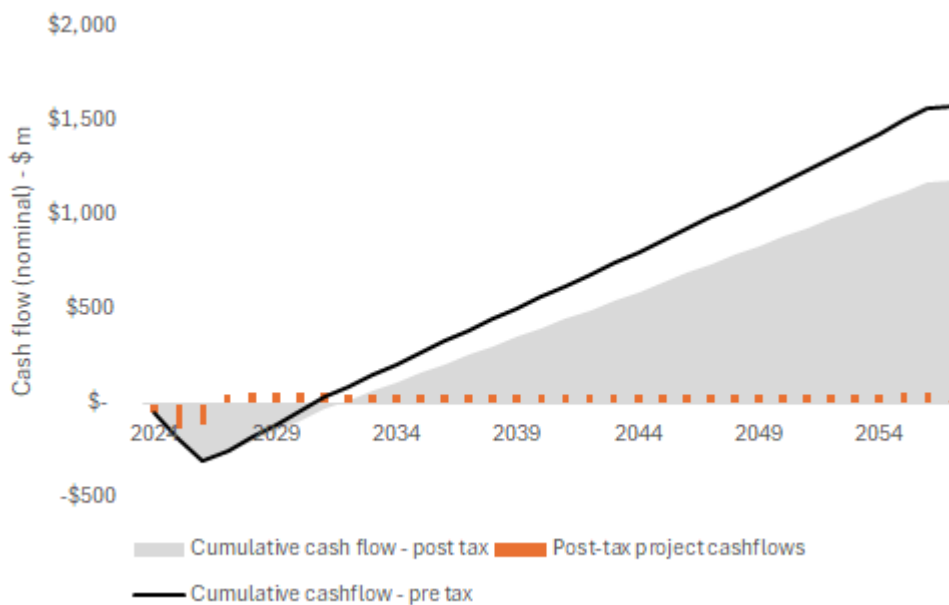 $2,000
$1,500
$1,000
$500
$-
-$500
Cash flow (nominal) - $ m
2024 2029 2034 2039 2044 2049 2054
Cumulative cash flow - post tax Post-tax project cashflows
Cumulative cashflow - pre tax